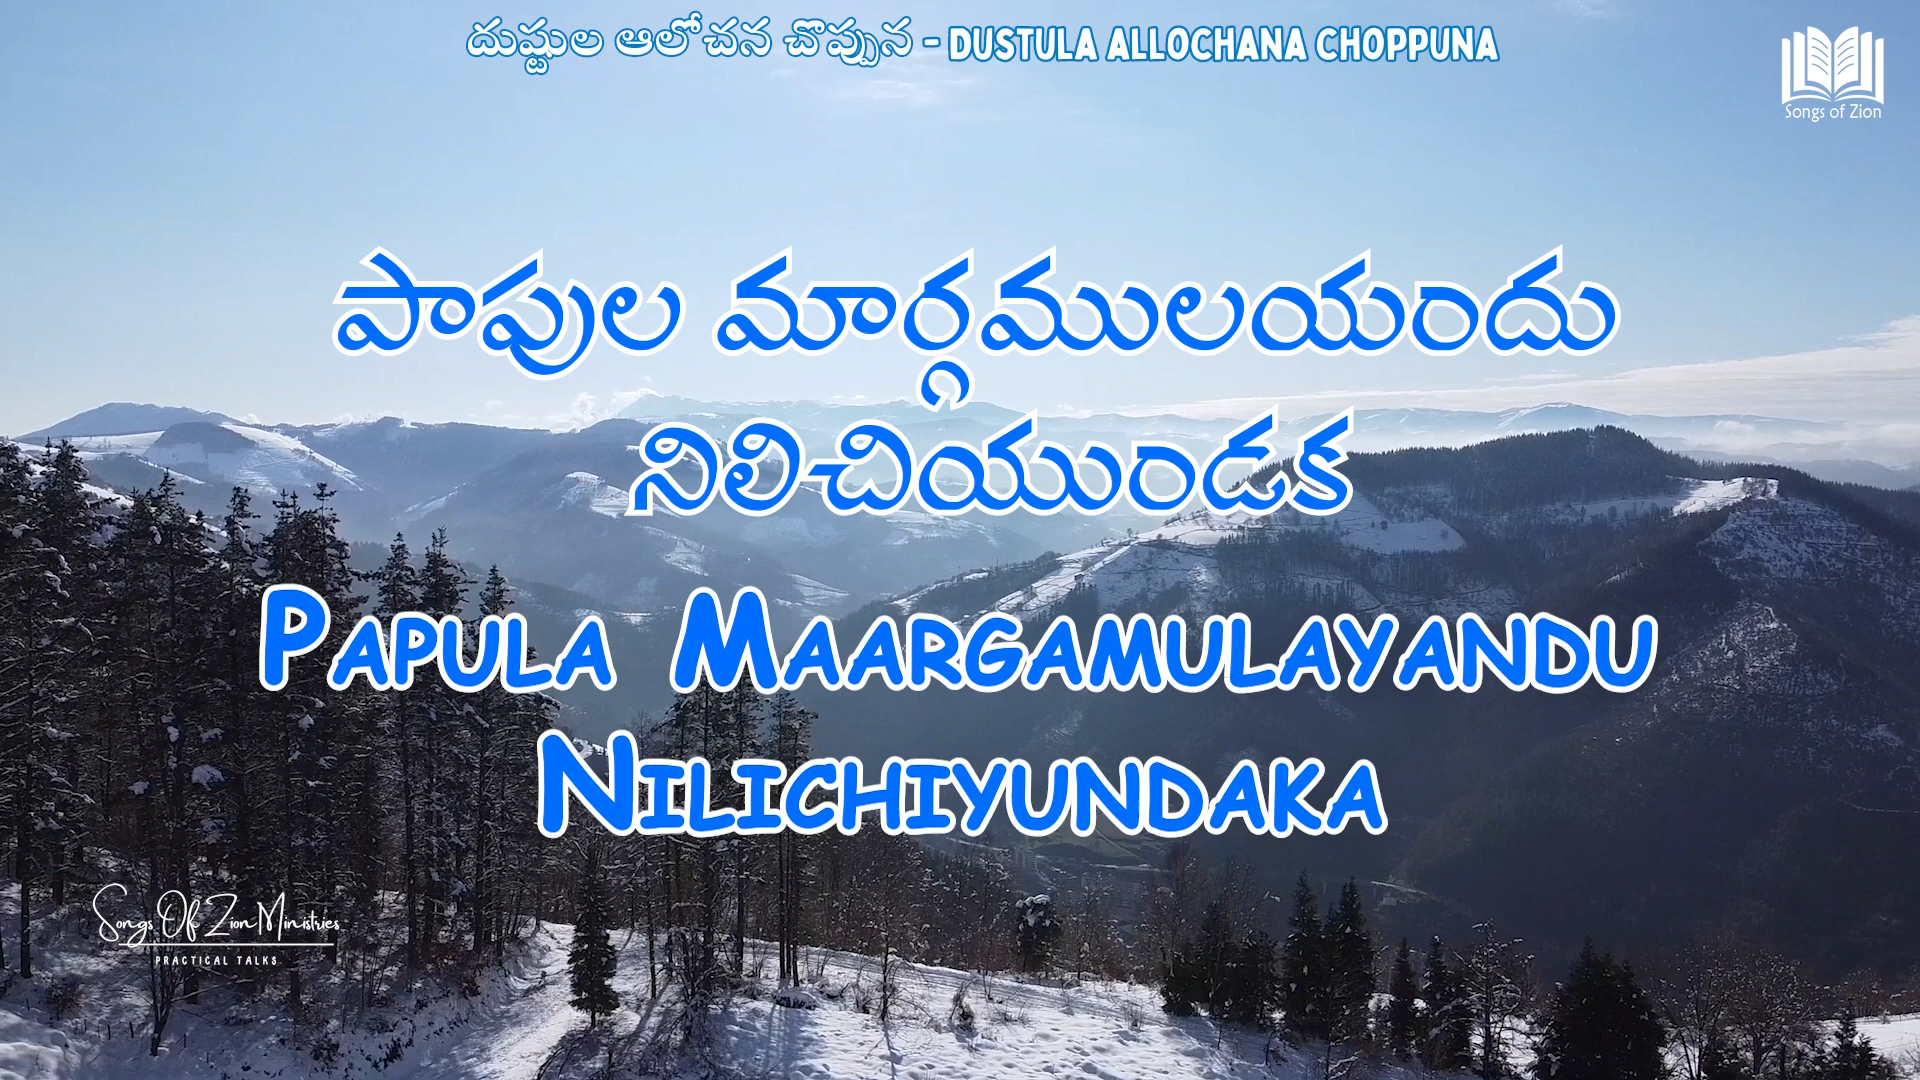 దుష్టుల ఆలోచన చొప్పున - DUSTULA ALLOCHANA CHOPPUNA
Songs of Zion
పాపుల మార్గములయందు
నిలిచియుండక
PAPULA MAARGAMULAYANDU
NILICHIYUNDAKA
Songs Of Zion Ministries
PRACTICAL TALKS